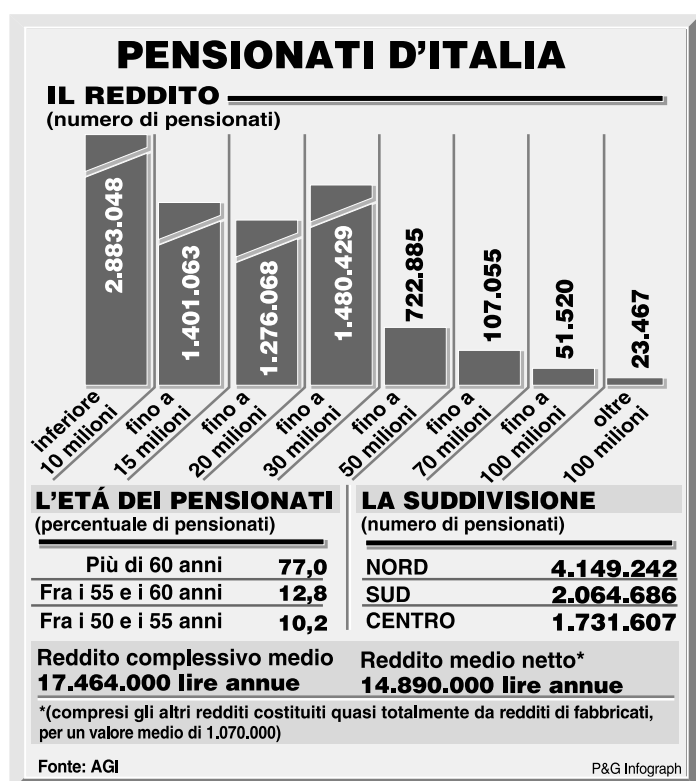 PENSIONATI D'ITALIA
IL REDDITO
(numero di pensionati)
2.883.048
1.401.063
1.276.068
1.480.429
722.885
107.055
51.520
23.467
inferiore
10 milioni
fino a
15 milioni
fino a
20 milioni
fino a
30 milioni
fino a
50 milioni
fino a
70 milioni
fino a
100 milioni
oltre
100 milioni
L'ETÁ DEI PENSIONATI
(percentuale di pensionati)
Più di 60 anni 77,0
Fra i 55 e i 60 anni 12,8
Fra i 50 e i 55 anni 10,2
LA SUDDIVISIONE
(numero di pensionati)
NORD 4.149.242
SUD 2.064.686
CENTRO 1.731.607
Reddito complessivo medio
17.464.000 lire annue
Reddito medio netto*
14.890.000 lire annue
*(compresi gli altri redditi costituiti quasi totalmente da redditi di fabbricati,
per un valore medio di 1.070.000)
Fonte: AGI
P&G Infograph